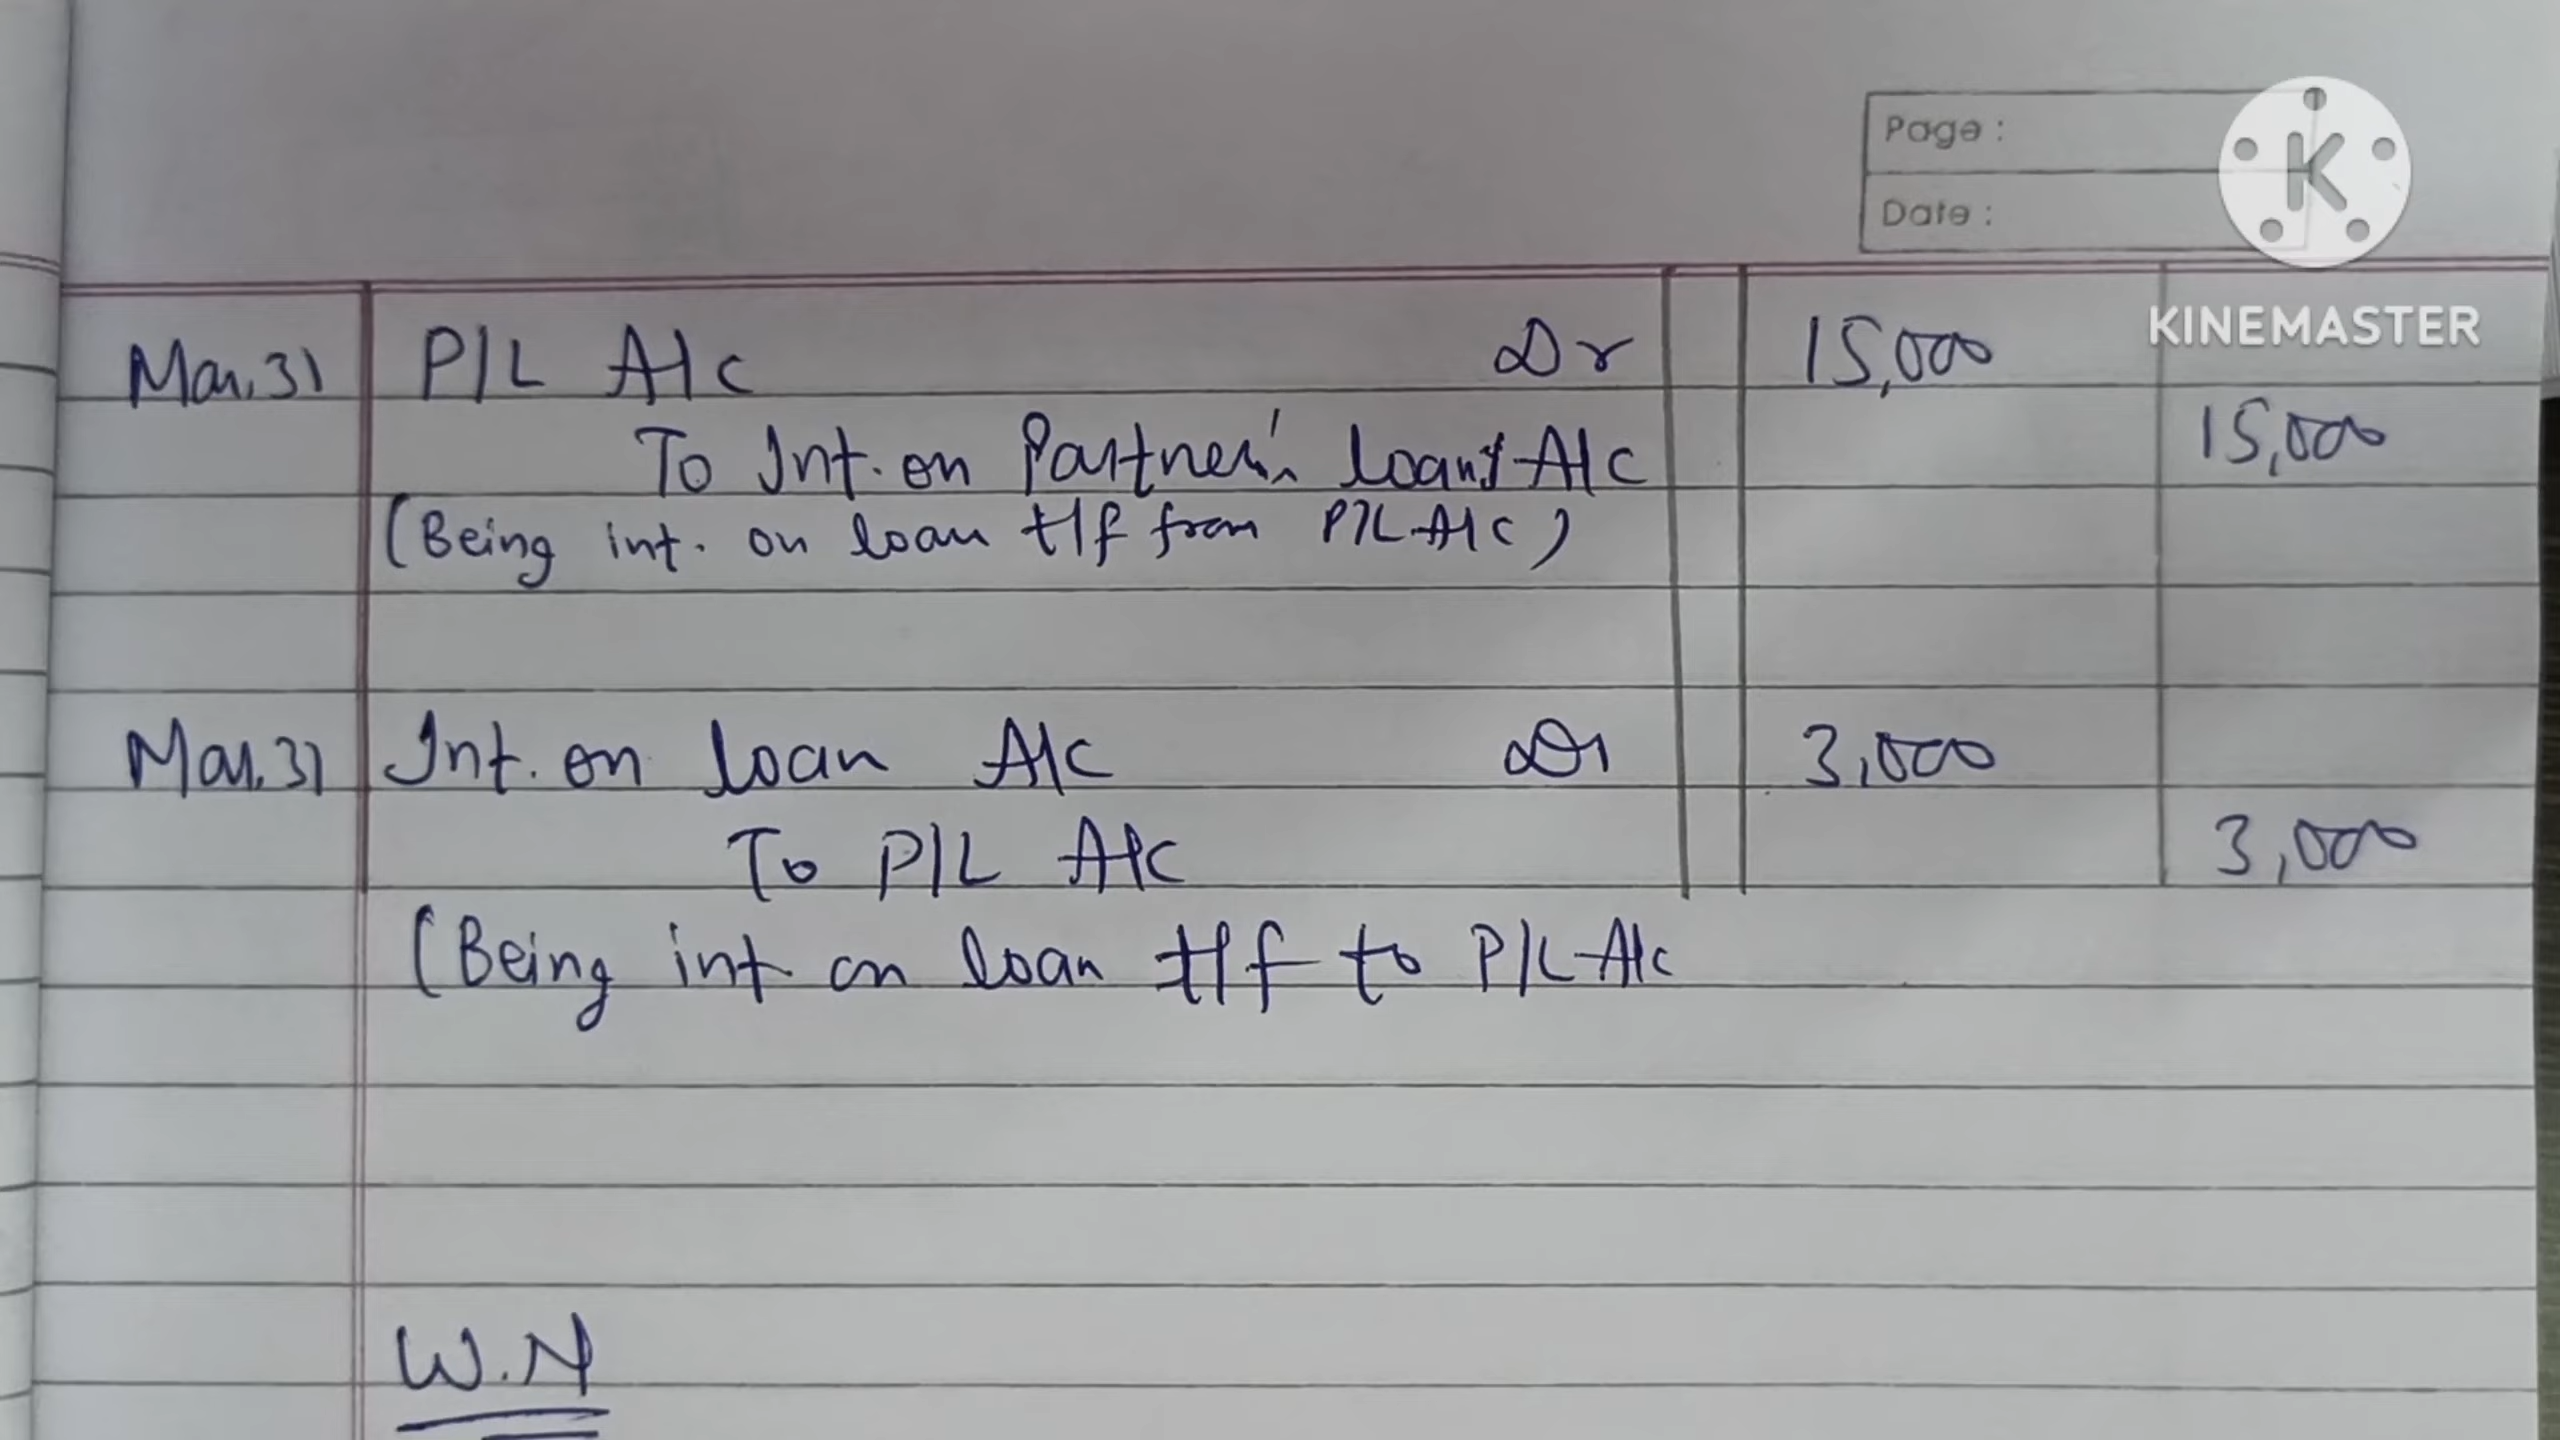 Page :
Date :
KINEMASTER
Mar. 31 P/L A/c Dr 15,000
To Int. on Partner's loan A/c 15,000
(Being int. on loan t/f from P/L A/c)
Mar. 31 Int. on loan A/c Dr 3,000
To P/L A/c 3,000
(Being int on loan t/f to P/L A/c
W.N